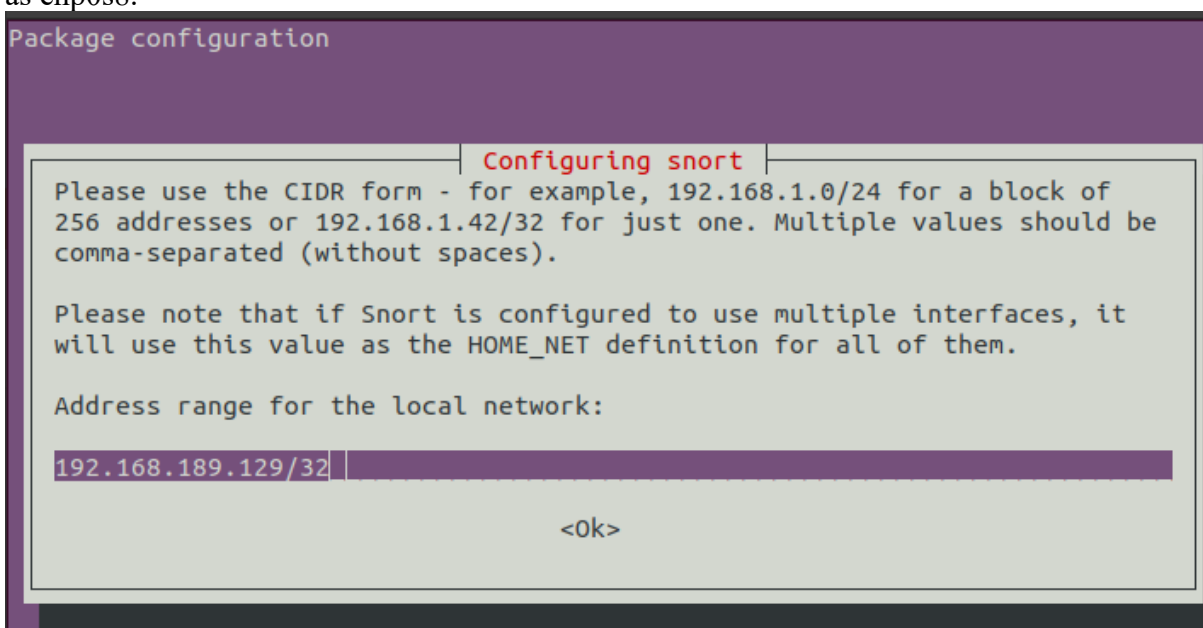 Package configuration
Configuring snort
Please use the CIDR form - for example, 192.168.1.0/24 for a block of
256 addresses or 192.168.1.42/32 for just one. Multiple values should be
comma-separated (without spaces).
Please note that if Snort is configured to use multiple interfaces, it
will use this value as the HOME_NET definition for all of them.
Address range for the local network:
192.168.189.129/32
<Ok>